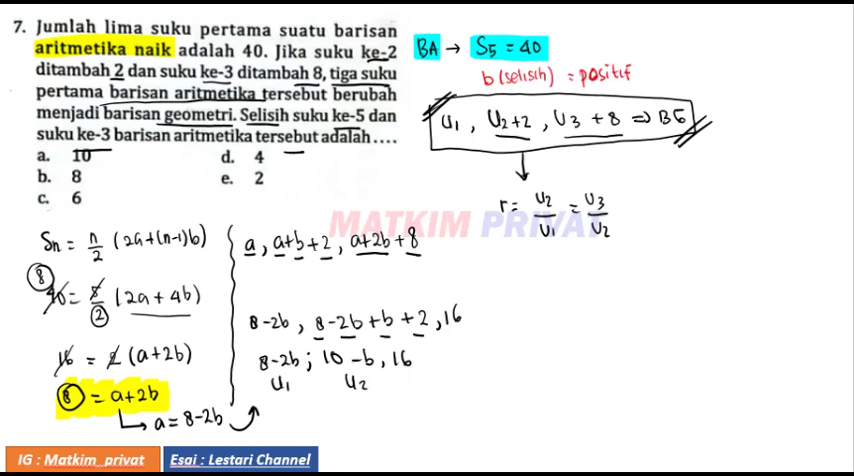 7. Jumlah lima suku pertama suatu barisan
aritmetika naik adalah 40. Jika suku ke-2
ditambah 2 dan suku ke-3 ditambah 8, tiga suku
pertama barisan aritmetika tersebut berubah
menjadi barisan geometri. Selisih suku ke-5 dan
suku ke-3 barisan aritmetika tersebut adalah....
a. 10 d. 4
b. 8 e. 2
c. 6
BA → S5 = 40
b (selisih) = positif
U1, U2+2, U3+8 ⇒ BG
r = U2/U1 = U3/U2
MATKIM PRIVAT
Sn = n/2 (2a+(n-1)b)
8
40 = 5/2 (2a+4b)
16 = 2 (a+2b)
8 = a+2b
↳ a = 8-2b
a, a+b+2, a+2b+8
8-2b, 8-2b+b+2, 16
8-2b; 10-b, 16
U1 U2
IG : Matkim_privat
Esai : Lestari Channel